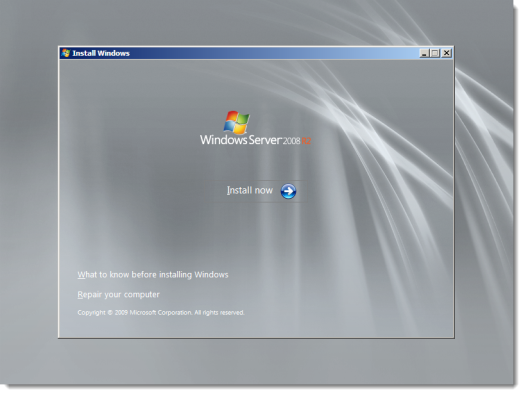 Install Windows
Windows Server 2008 R2
Install now
What to know before installing Windows
Repair your computer
Copyright © 2009 Microsoft Corporation. All rights reserved.